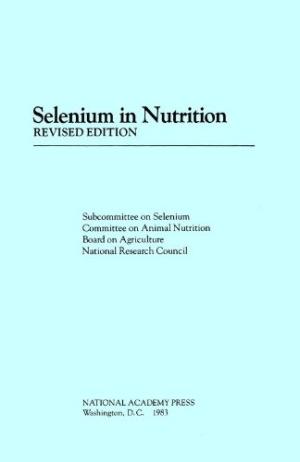 Selenium in Nutrition
REVISED EDITION
Subcommittee on Selenium
Committee on Animal Nutrition
Board on Agriculture
National Research Council
NATIONAL ACADEMY PRESS
Washington, D.C. 1983